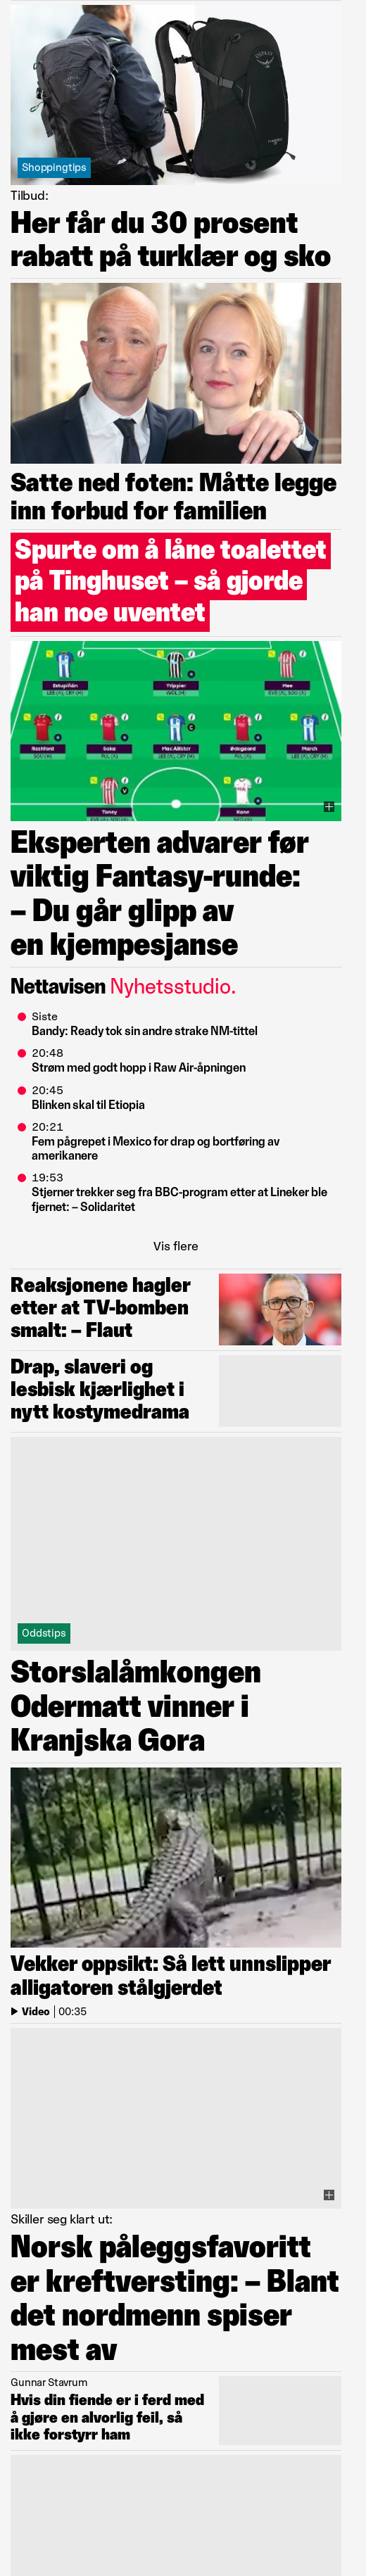 Shoppingtips
Tilbud:
Her får du 30 prosent
rabatt på turklær og sko
Satte ned foten: Måtte legge
inn forbud for familien
Spurte om å låne toalettet
på Tinghuset – så gjorde
han noe uventet
Estupiñán
Trippier
Mee
Rashford
Saka
Mac Allister
Ødegaard
March
Toney
Kane
Eksperten advarer før
viktig Fantasy-runde:
– Du går glipp av
en kjempesjanse
Nettavisen Nyhetsstudio.
Siste
Bandy: Ready tok sin andre strake NM-tittel
20:48
Strøm med godt hopp i Raw Air-åpningen
20:45
Blinken skal til Etiopia
20:21
Fem pågrepet i Mexico for drap og bortføring av
amerikanere
19:53
Stjerner trekker seg fra BBC-program etter at Lineker ble
fjernet: – Solidaritet
Vis flere
Reaksjonene hagler
etter at TV-bomben
smalt: – Flaut
Drap, slaveri og
lesbisk kjærlighet i
nytt kostymedrama
Oddstips
Storslalåmkongen
Odermatt vinner i
Kranjska Gora
Vekker oppsikt: Så lett unnslipper
alligatoren stålgjerdet
Video | 00:35
Skiller seg klart ut:
Norsk påleggsfavoritt
er kreftversting: – Blant
det nordmenn spiser
mest av
Gunnar Stavrum
Hvis din fiende er i ferd med
å gjøre en alvorlig feil, så
ikke forstyrr ham